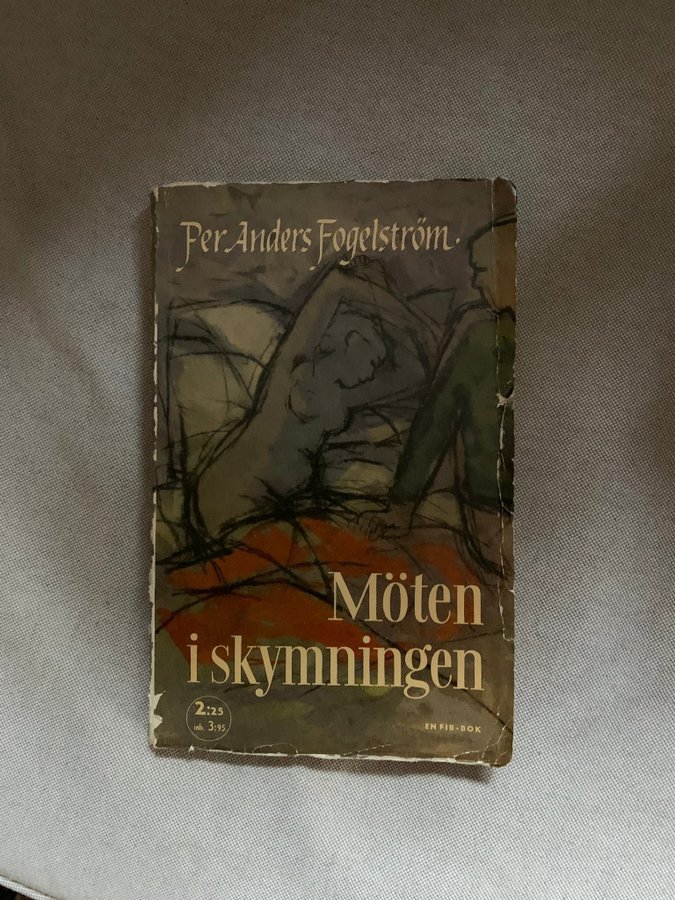 Per Anders Fogelström.
Möten
i skymningen
2:25
inb. 3:95
EN FIB-BOK